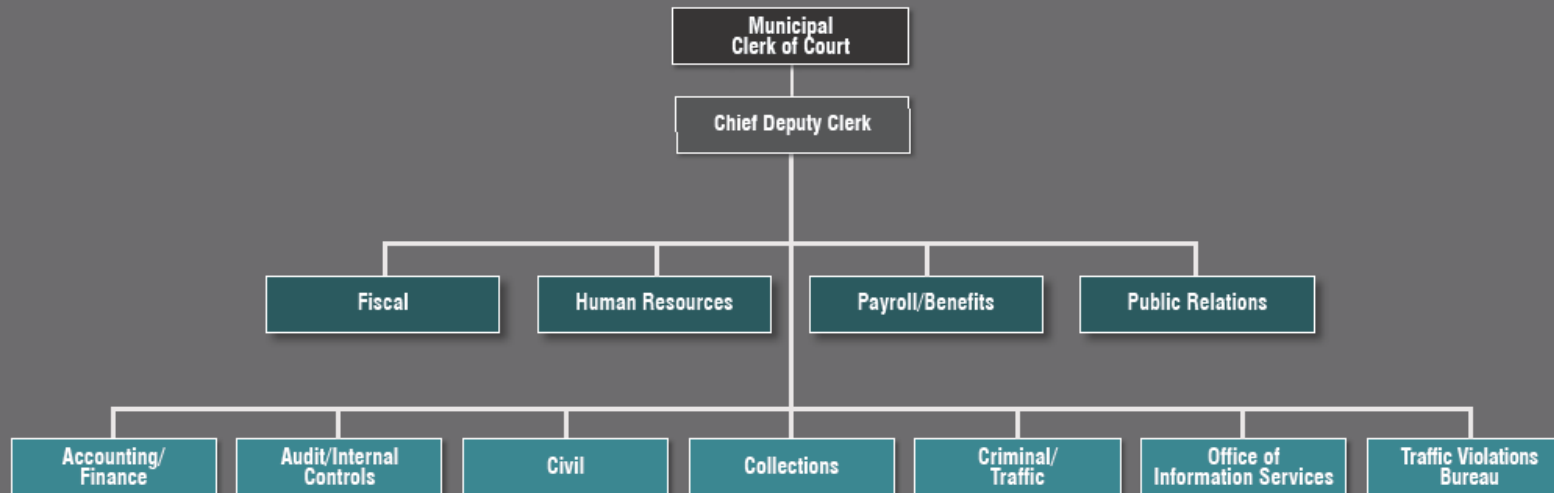 Municipal
Clerk of Court
Chief Deputy Clerk
Fiscal
Human Resources
Payroll/Benefits
Public Relations
Accounting/
Finance
Audit/Internal
Controls
Civil
Collections
Criminal/
Traffic
Office of
Information Services
Traffic Violations
Bureau